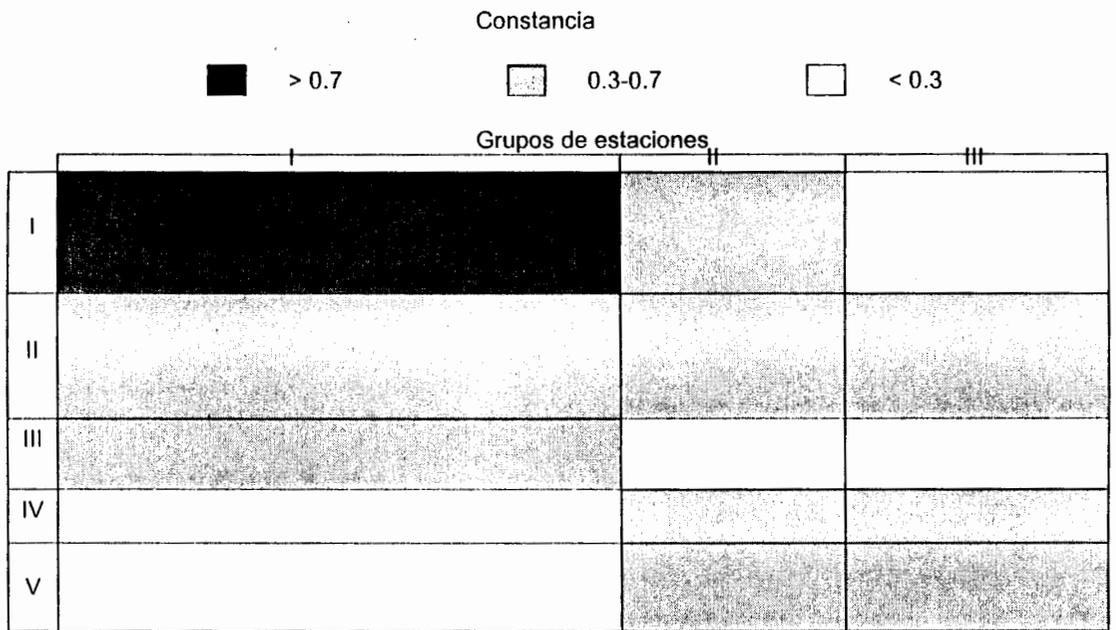 Constancia
> 0.7 0.3-0.7 < 0.3
Grupos de estaciones
I II III
I
II
III
IV
V